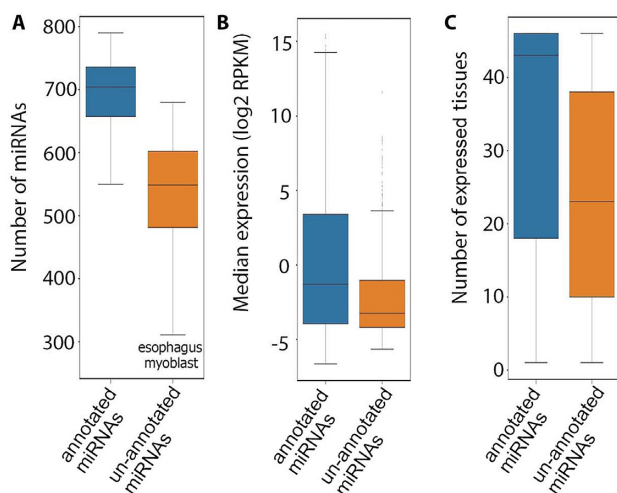 A
Number of miRNAs
800
700
600
500
400
300
esophagus
myoblast
annotated
miRNAs
un-annotated
miRNAs
B
Median expression (log2 RPKM)
15
10
5
0
-5
annotated
miRNAs
un-annotated
miRNAs
C
Number of expressed tissues
40
30
20
10
0
annotated
miRNAs
un-annotated
miRNAs